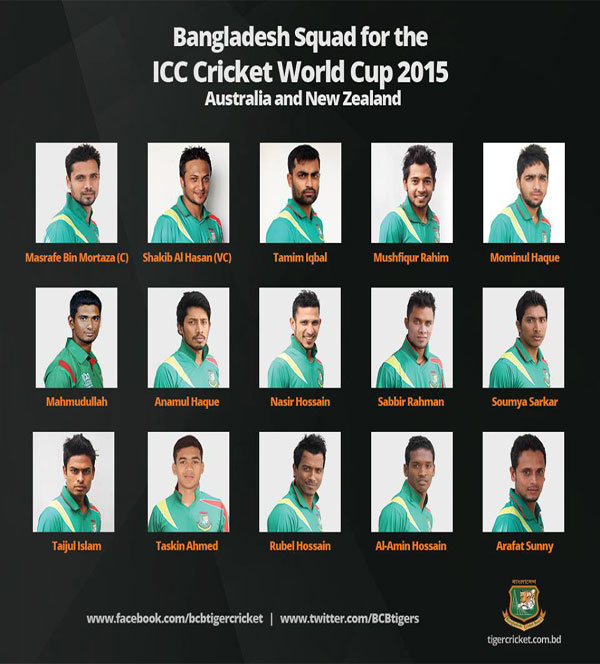 Bangladesh Squad for the
ICC Cricket World Cup 2015
Australia and New Zealand
Masrafe Bin Mortaza (C) Shakib Al Hasan (VC) Tamim Iqbal Mushfiqur Rahim Mominul Haque
Mahmudullah Anamul Haque Nasir Hossain Sabbir Rahman Soumya Sarkar
Taijul Islam Taskin Ahmed Rubel Hossain Al-Amin Hossain Arafat Sunny
বাংলাদেশ
www.facebook.com/bcbtigercricket | www.twitter.com/BCBtigers
tigercricket.com.bd